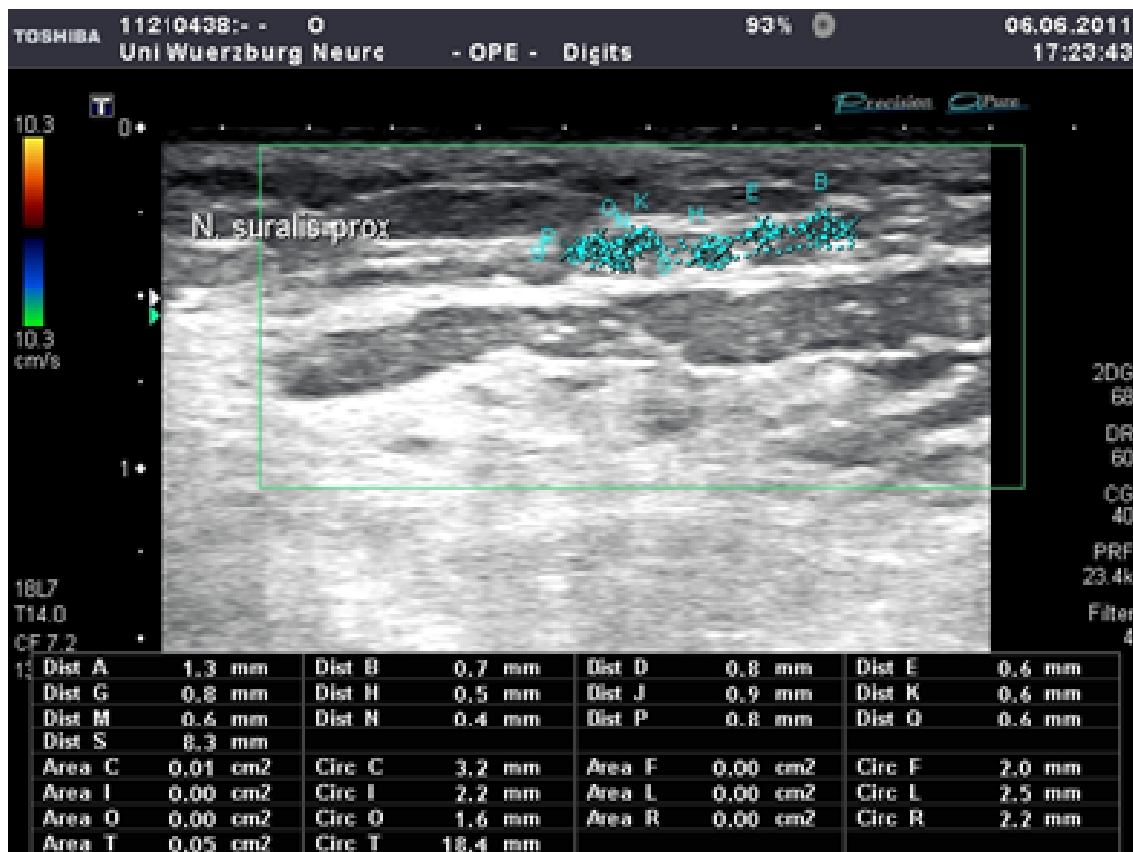 TOSHIBA 11210438:- - O 93% 06.06.2011
Uni Wuerzburg Neurc - OPE - Digits 17:23:43
T
Precision APure
10.3
0
B
E
K
H
N. suralis prox
10.3
cm/s
2DG
68
DR
60
1
CG
40
PRF
23.4k
18L7
T14.0
Filter
4
CF 7.2
Dist A 1.3 mm Dist B 0.7 mm Dist D 0.8 mm Dist E 0.6 mm
Dist G 0.8 mm Dist H 0.5 mm Dist J 0.9 mm Dist K 0.6 mm
Dist M 0.6 mm Dist N 0.4 mm Dist P 0.8 mm Dist Q 0.6 mm
Dist S 8.3 mm
Area C 0.01 cm2 Circ C 3.2 mm Area F 0.00 cm2 Circ F 2.0 mm
Area I 0.00 cm2 Circ I 2.2 mm Area L 0.00 cm2 Circ L 2.5 mm
Area O 0.00 cm2 Circ O 1.6 mm Area R 0.00 cm2 Circ R 2.2 mm
Area T 0.05 cm2 Circ T 18.4 mm